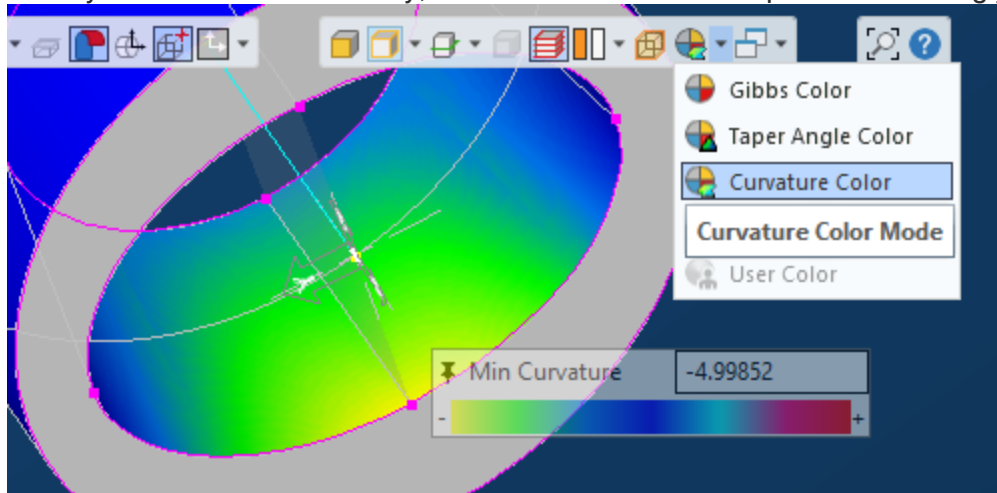 Gibbs Color
Taper Angle Color
Curvature Color
Curvature Color Mode
User Color
Min Curvature -4.99852
- +